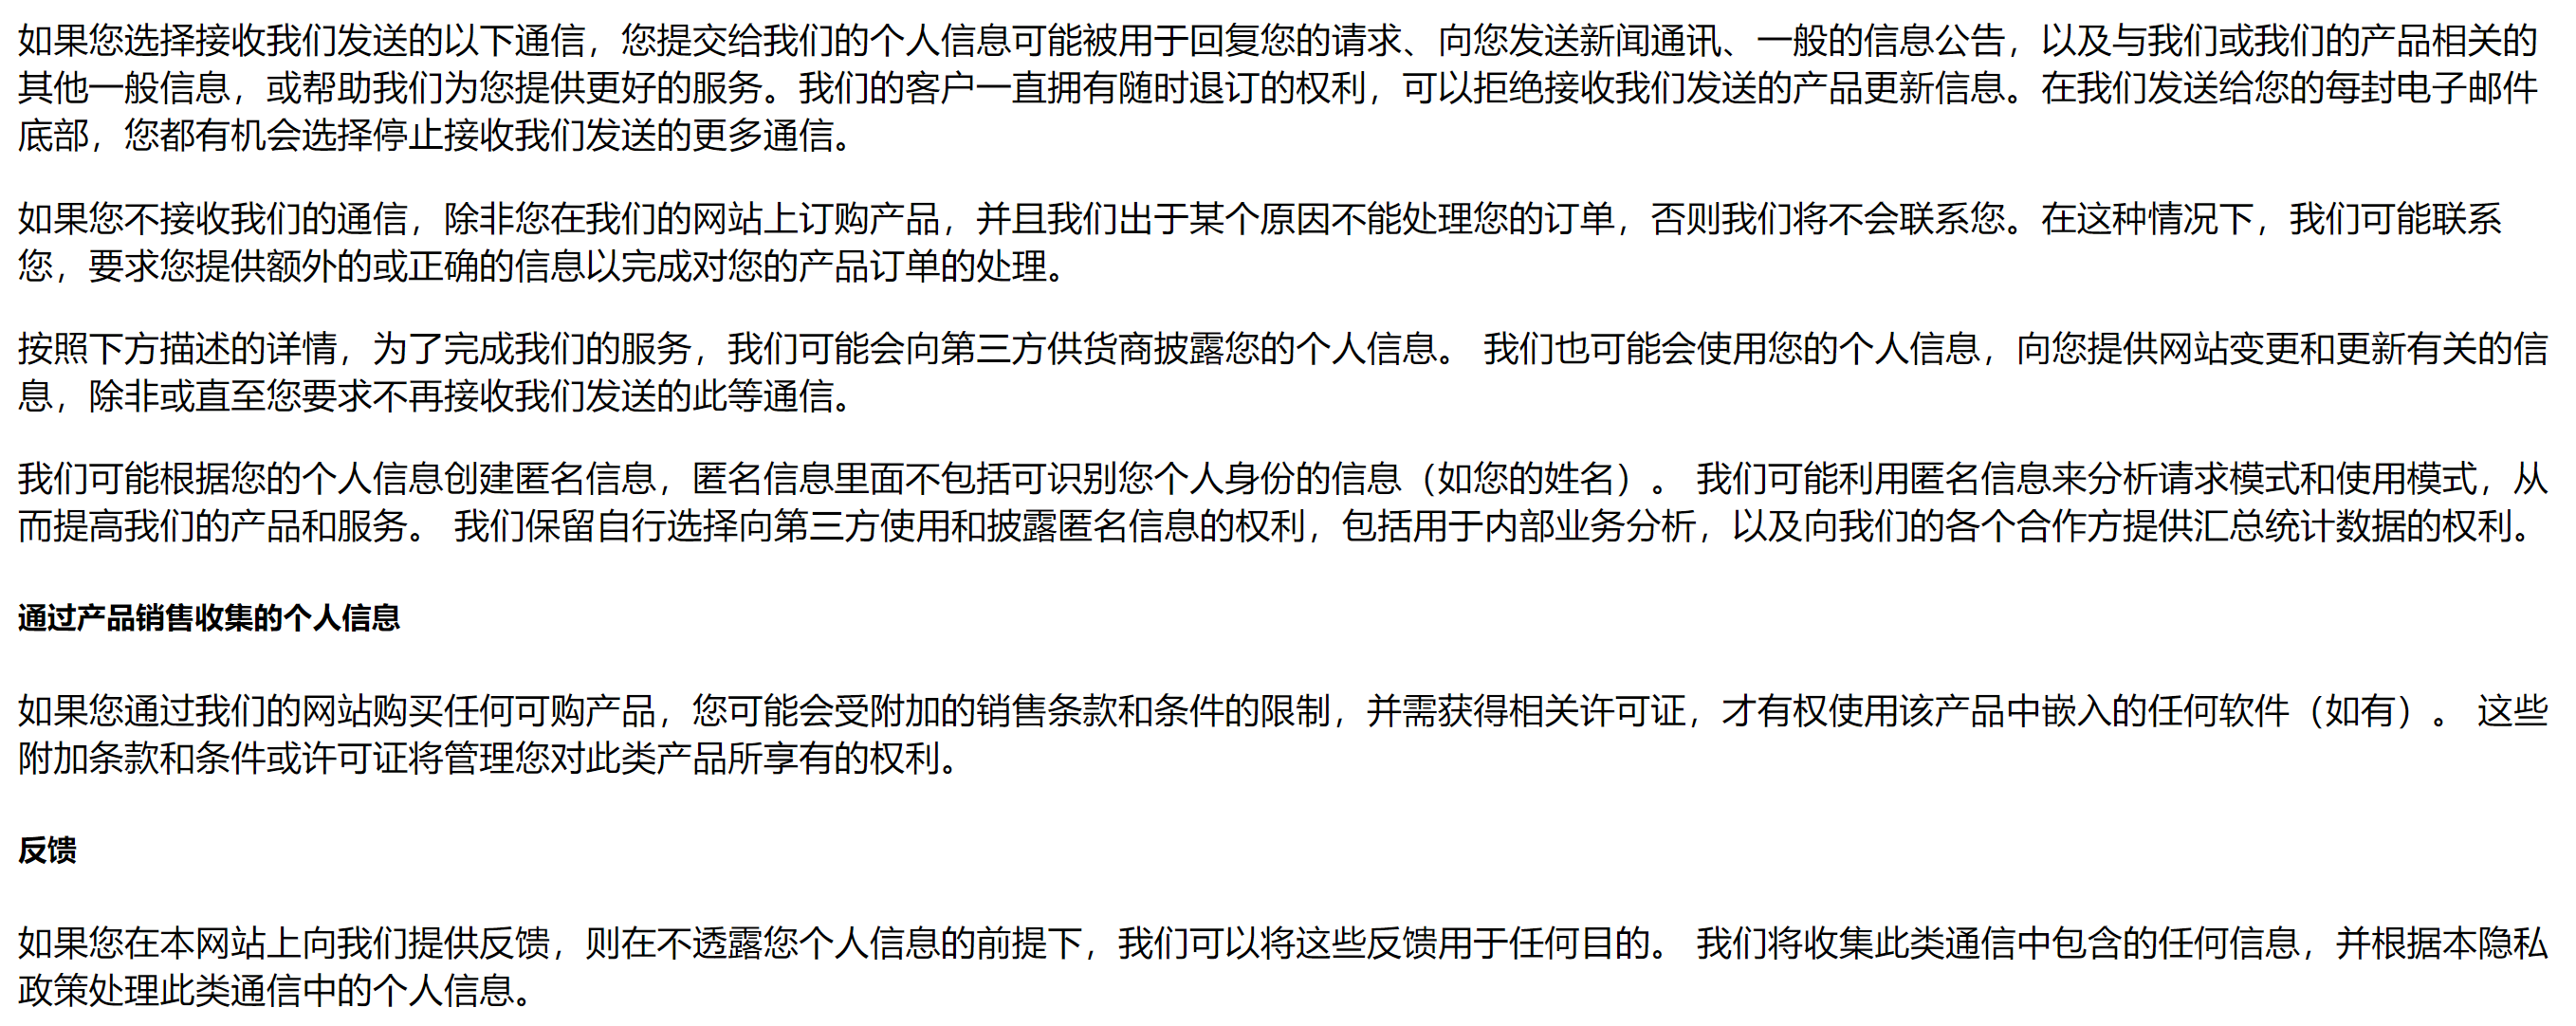 如果您选择接收我们发送的以下通信，您提交给我们的个人信息可能被用于回复您的请求、向您发送新闻通讯、一般的信息公告，以及与我们或我们的产品相关的
其他一般信息，或帮助我们为您提供更好的服务。我们的客户一直拥有随时退订的权利，可以拒绝接收我们发送的产品更新信息。在我们发送给您的每封电子邮件
底部，您都有机会选择停止接收我们发送的更多通信。
如果您不接收我们的通信，除非您在我们的网站上订购产品，并且我们出于某个原因不能处理您的订单，否则我们将不会联系您。在这种情况下，我们可能联系
您，要求您提供额外的或正确的信息以完成对您的产品订单的处理。
按照下方描述的详情，为了完成我们的服务，我们可能会向第三方供货商披露您的个人信息。 我们也可能会使用您的个人信息，向您提供网站变更和更新有关的信
息，除非或直至您要求不再接收我们发送的此等通信。
我们可能根据您的个人信息创建匿名信息，匿名信息里面不包括可识别您个人身份的信息（如您的姓名）。 我们可能利用匿名信息来分析请求模式和使用模式，从
而提高我们的产品和服务。 我们保留自行选择向第三方使用和披露匿名信息的权利，包括用于内部业务分析，以及向我们的各个合作方提供汇总统计数据的权利。
通过产品销售收集的个人信息
如果您通过我们的网站购买任何可购产品，您可能会受附加的销售条款和条件的限制，并需获得相关许可证，才有权使用该产品中嵌入的任何软件（如有）。 这些
附加条款和条件或许可证将管理您对此类产品所享有的权利。
反馈
如果您在本网站上向我们提供反馈，则在不透露您个人信息的前提下，我们可以将这些反馈用于任何目的。 我们将收集此类通信中包含的任何信息，并根据本隐私
政策处理此类通信中的个人信息。